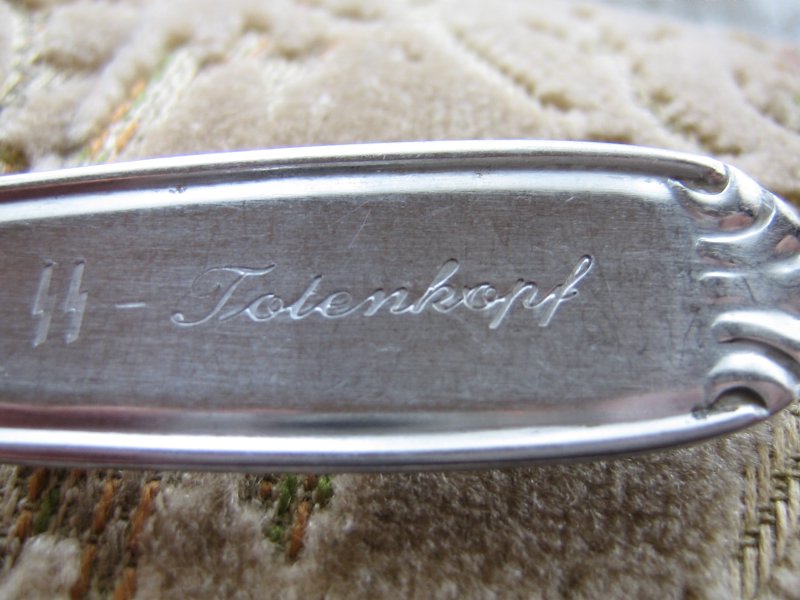 ᛋᛋ - Totenkopf